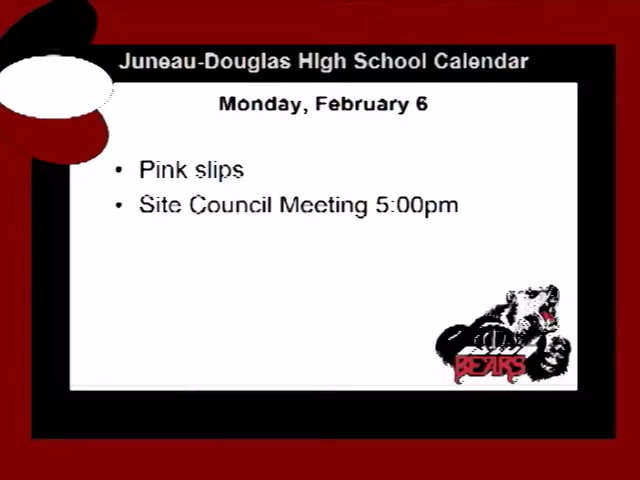 Juneau-Douglas HIgh School Calendar
Monday, February 6
• Pink slips
• Site Council Meeting 5:00pm
BEARS